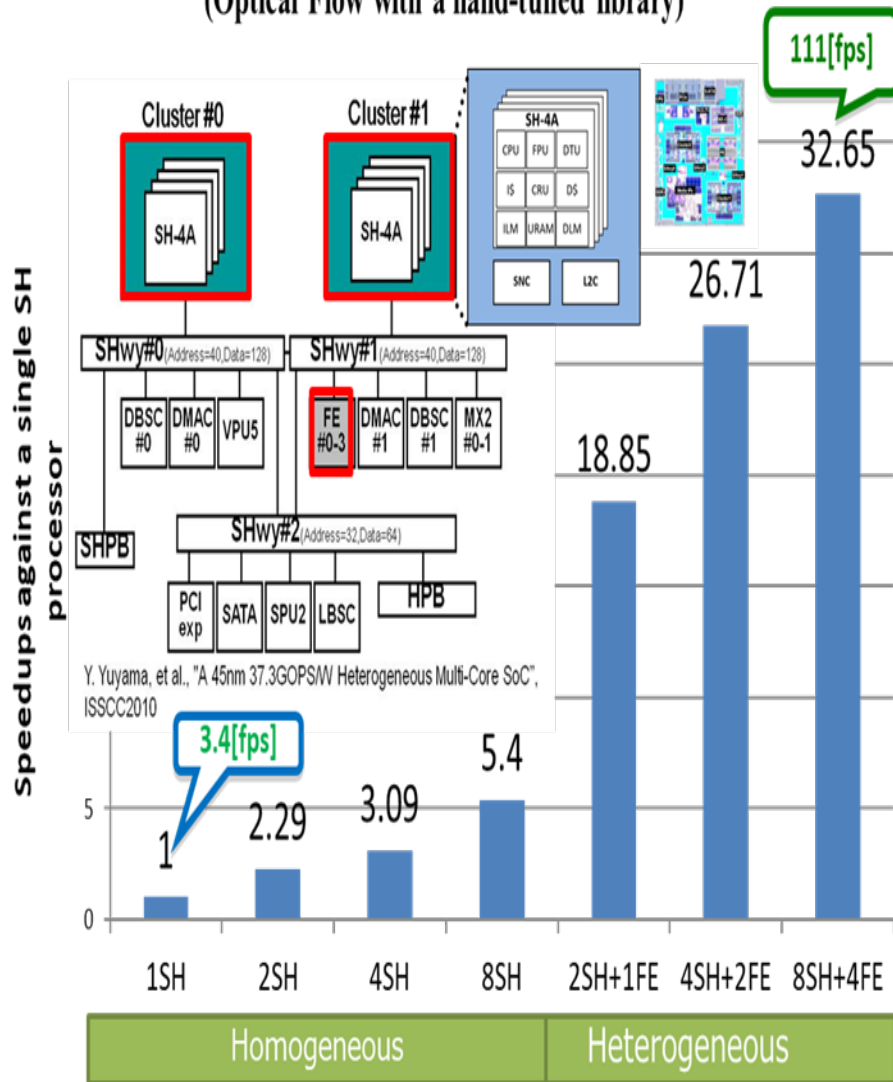 (Optical Flow with a hand-tuned library)
111[fps]
Cluster #0
Cluster #1
SH-4A
SH-4A
SH-4A
CPU FPU DTU
I$ CRU D$
ILM URAM DLM
SNC L2C
32.65
26.71
18.85
SHwy#0(Address=40,Data=128)
SHwy#1(Address=40,Data=128)
DBSC #0
DMAC #0
VPU5
FE #0-3
DMAC #1
DBSC #1
MX2 #0-1
SHwy#2(Address=32,Data=64)
SHPB
HPB
PCI exp
SATA
SPU2
LBSC
Y. Yuyama, et al., "A 45nm 37.3GOPS/W Heterogeneous Multi-Core SoC",
ISSCC2010
Speedups against a single SH
processor
3.4[fps]
5.4
3.09
2.29
1
5
0
1SH 2SH 4SH 8SH 2SH+1FE 4SH+2FE 8SH+4FE
Homogeneous Heterogeneous